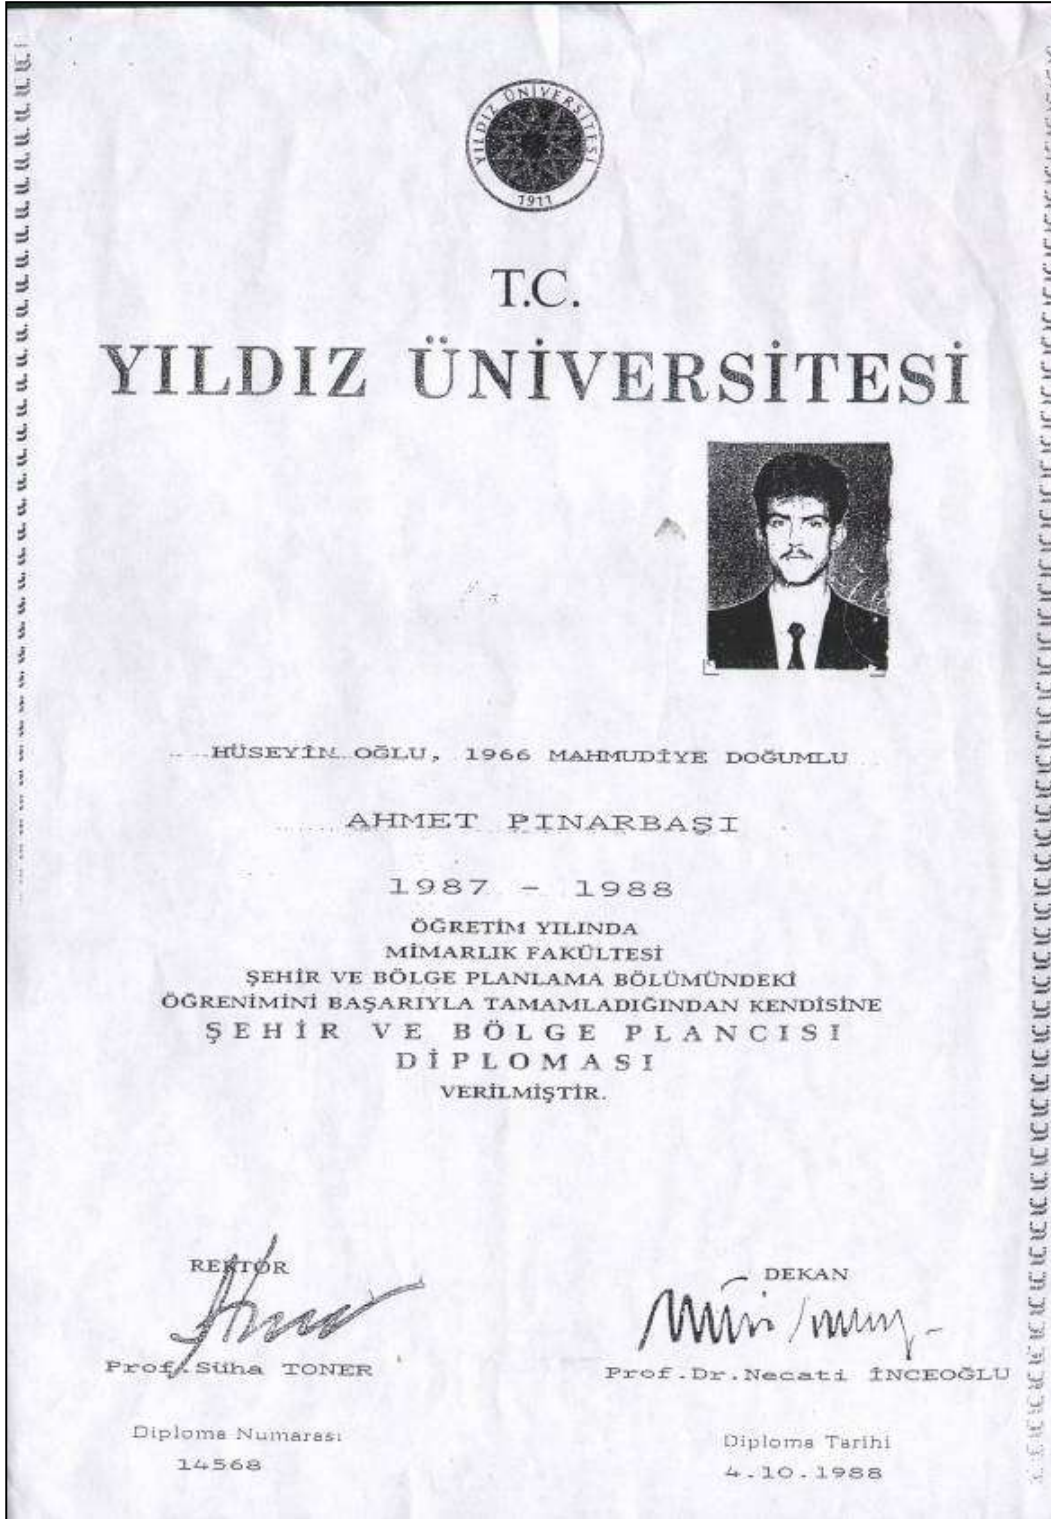 YILDIZ ÜNİVERSİTESİ
1911
T.C.
YILDIZ ÜNİVERSİTESİ
HÜSEYİN OĞLU, 1966 MAHMUDİYE DOĞUMLU
AHMET PINARBAŞI
1987 - 1988
ÖĞRETİM YILINDA
MİMARLIK FAKÜLTESİ
ŞEHİR VE BÖLGE PLANLAMA BÖLÜMÜNDEKİ
ÖĞRENİMİNİ BAŞARIYLA TAMAMLADIĞINDAN KENDİSİNE
ŞEHİR VE BÖLGE PLANCISI
DİPLOMASI
VERİLMİŞTİR.
REKTÖR
Prof.Süha TONER
DEKAN
Prof.Dr.Necati İNCEOĞLU
Diploma Numarası
14568
Diploma Tarihi
4.10.1988